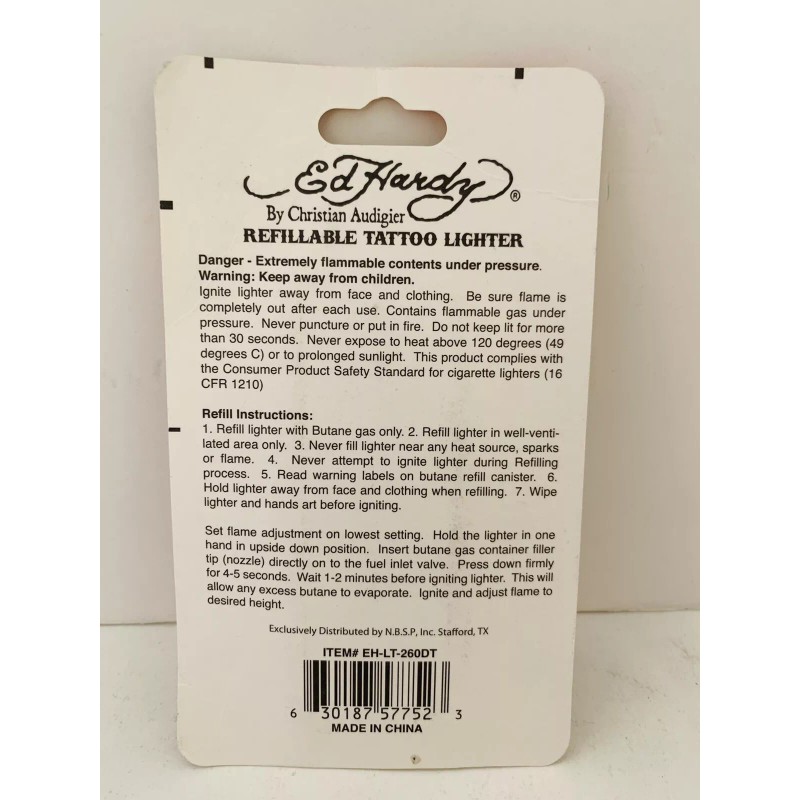 Ed Hardy ®
By Christian Audigier
REFILLABLE TATTOO LIGHTER
Danger - Extremely flammable contents under pressure.
Warning: Keep away from children.
Ignite lighter away from face and clothing. Be sure flame is
completely out after each use. Contains flammable gas under
pressure. Never puncture or put in fire. Do not keep lit for more
than 30 seconds. Never expose to heat above 120 degrees (49
degrees C) or to prolonged sunlight. This product complies with
the Consumer Product Safety Standard for cigarette lighters (16
CFR 1210)
Refill Instructions:
1. Refill lighter with Butane gas only. 2. Refill lighter in well-venti-
lated area only. 3. Never fill lighter near any heat source, sparks
or flame. 4. Never attempt to ignite lighter during Refilling
process. 5. Read warning labels on butane refill canister. 6.
Hold lighter away from face and clothing when refilling. 7. Wipe
lighter and hands art before igniting.
Set flame adjustment on lowest setting. Hold the lighter in one
hand in upside down position. Insert butane gas container filler
tip (nozzle) directly on to the fuel inlet valve. Press down firmly
for 4-5 seconds. Wait 1-2 minutes before igniting lighter. This will
allow any excess butane to evaporate. Ignite and adjust flame to
desired height.
Exclusively Distributed by N.B.S.P, Inc. Stafford, TX
ITEM# EH-LT-260DT
6 30187 57752 3
MADE IN CHINA